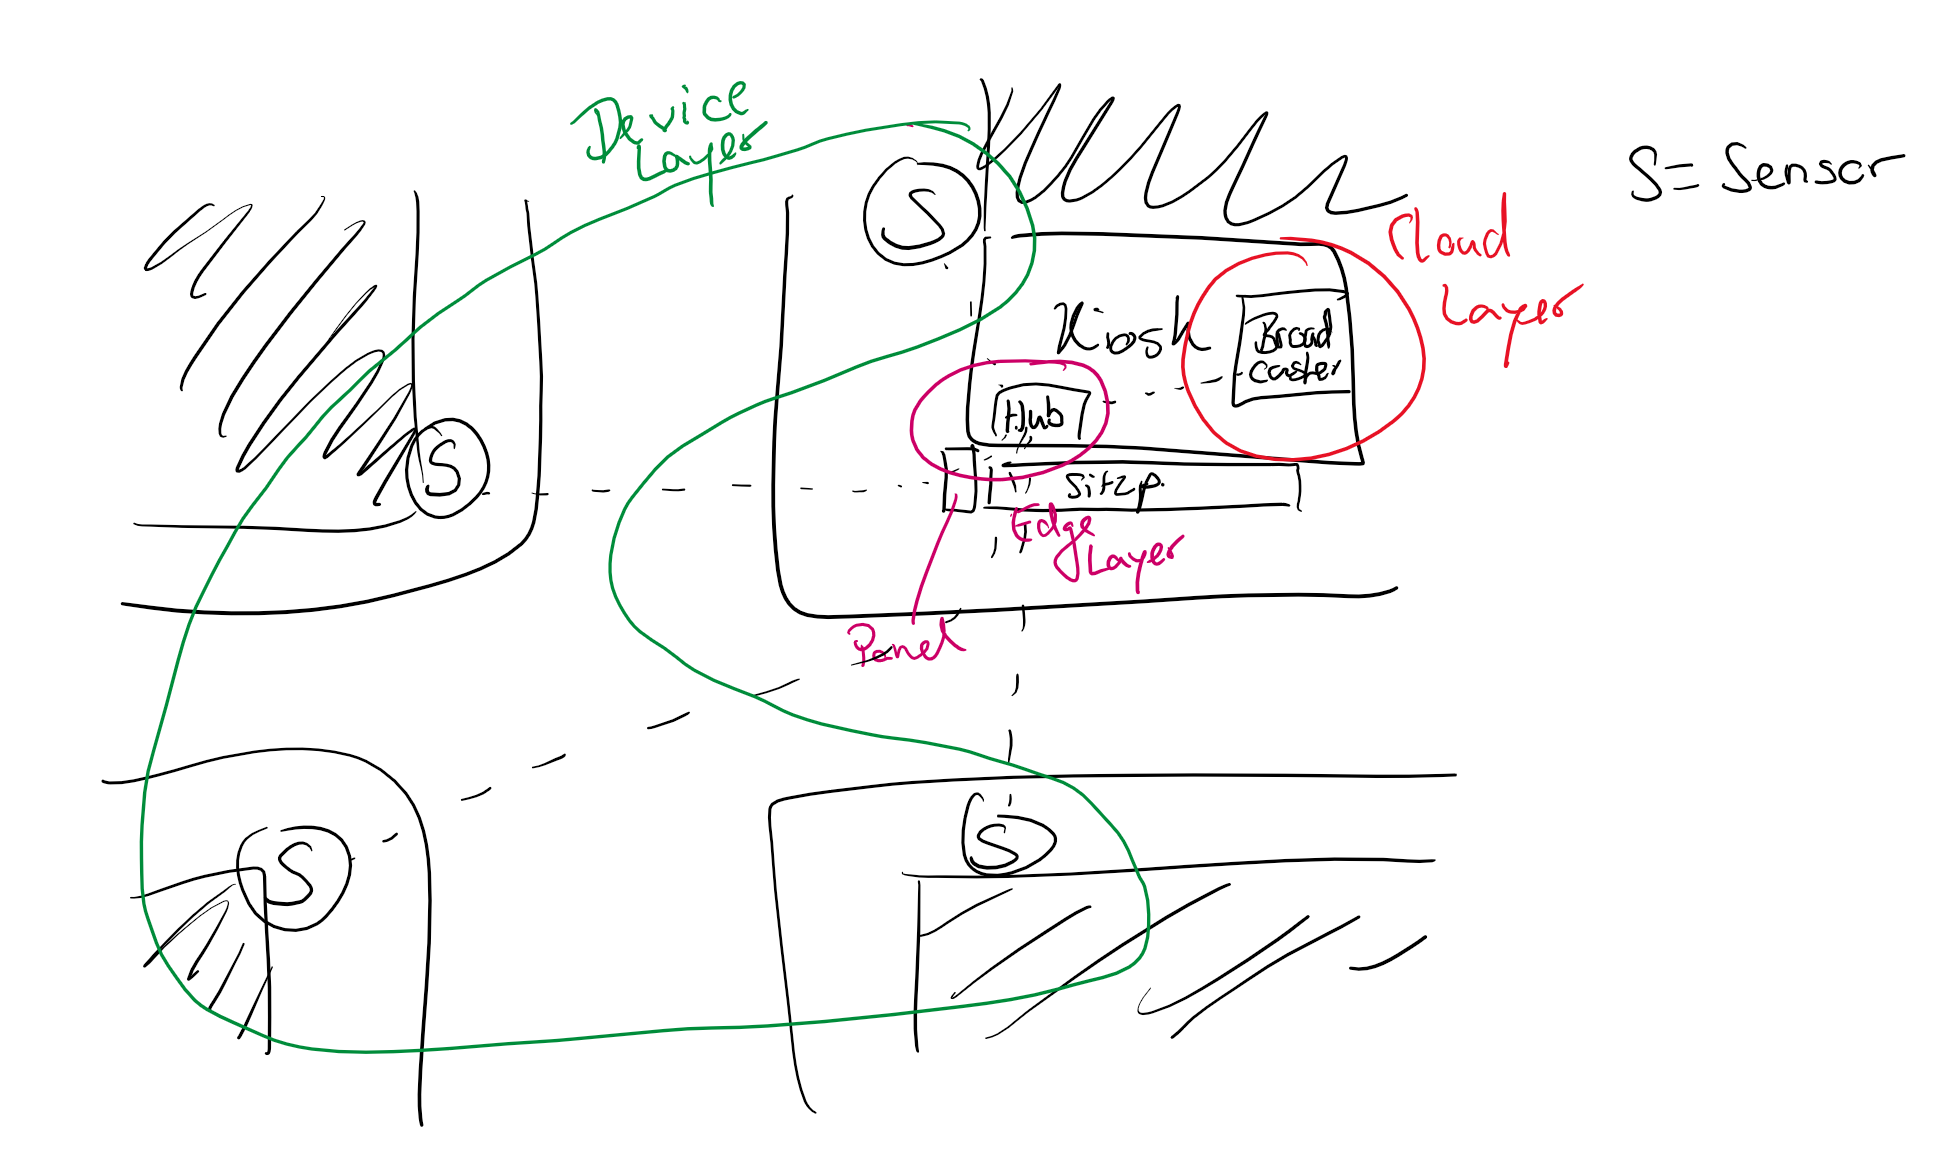 Device
Layer
S
S = Sensor
Cloud
Layer
Kiosk
Broad
caster
Hub
S
Sitzp.
Edge
Layer
Panel
S
S